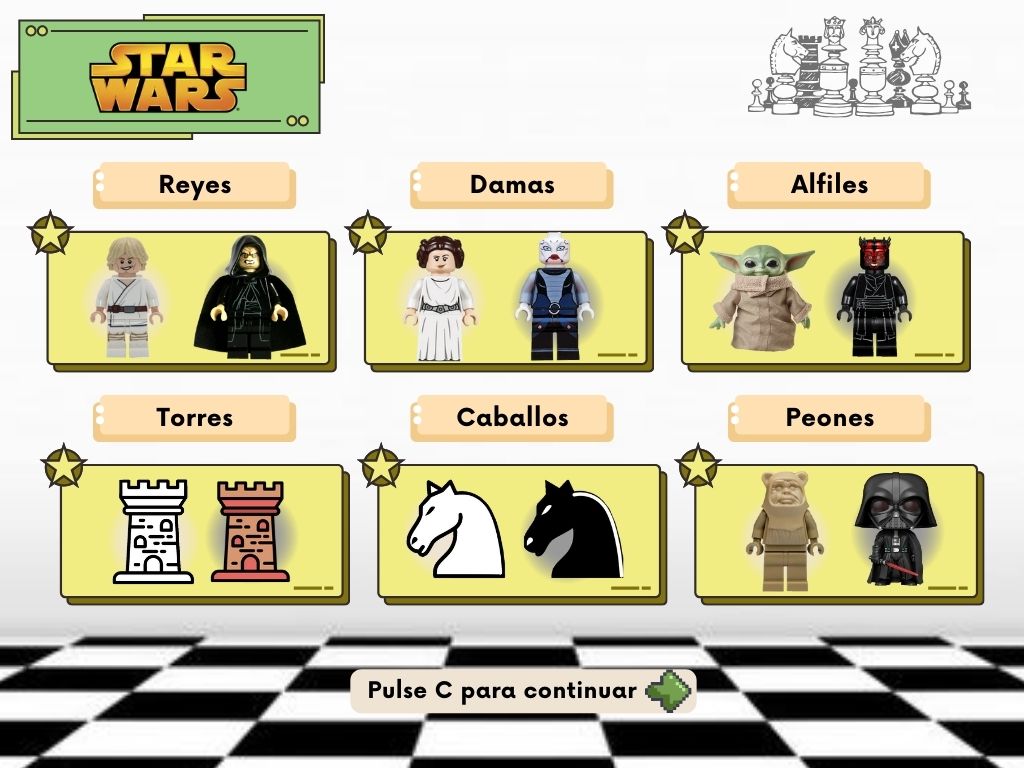 STAR
WARS
Reyes
Damas
Alfiles
Torres
Caballos
Peones
Pulse C para continuar